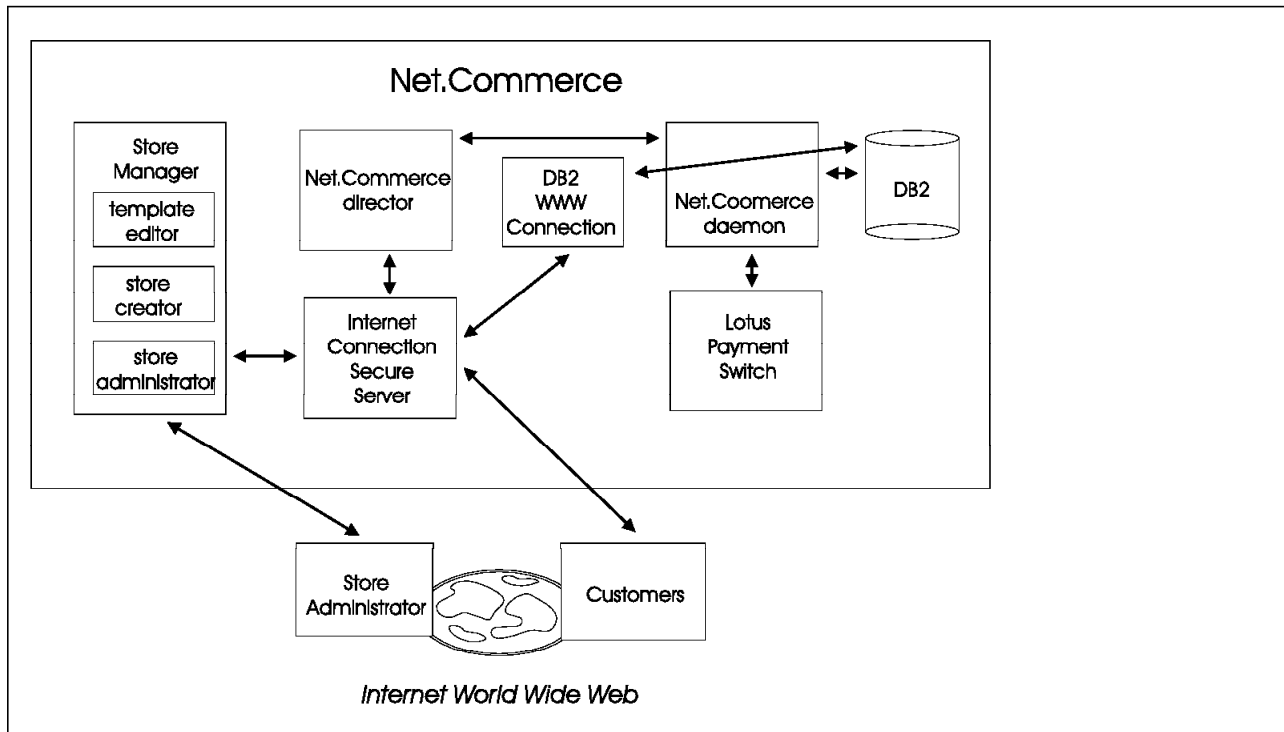 Net.Commerce
Store
Manager
template
editor
store
creator
store
administrator
Net.Commerce
director
DB2
WWW
Connection
Net.Coomerce
daemon
DB2
Internet
Connection
Secure
Server
Lotus
Payment
Switch
Store
Administrator
Customers
Internet World Wide Web